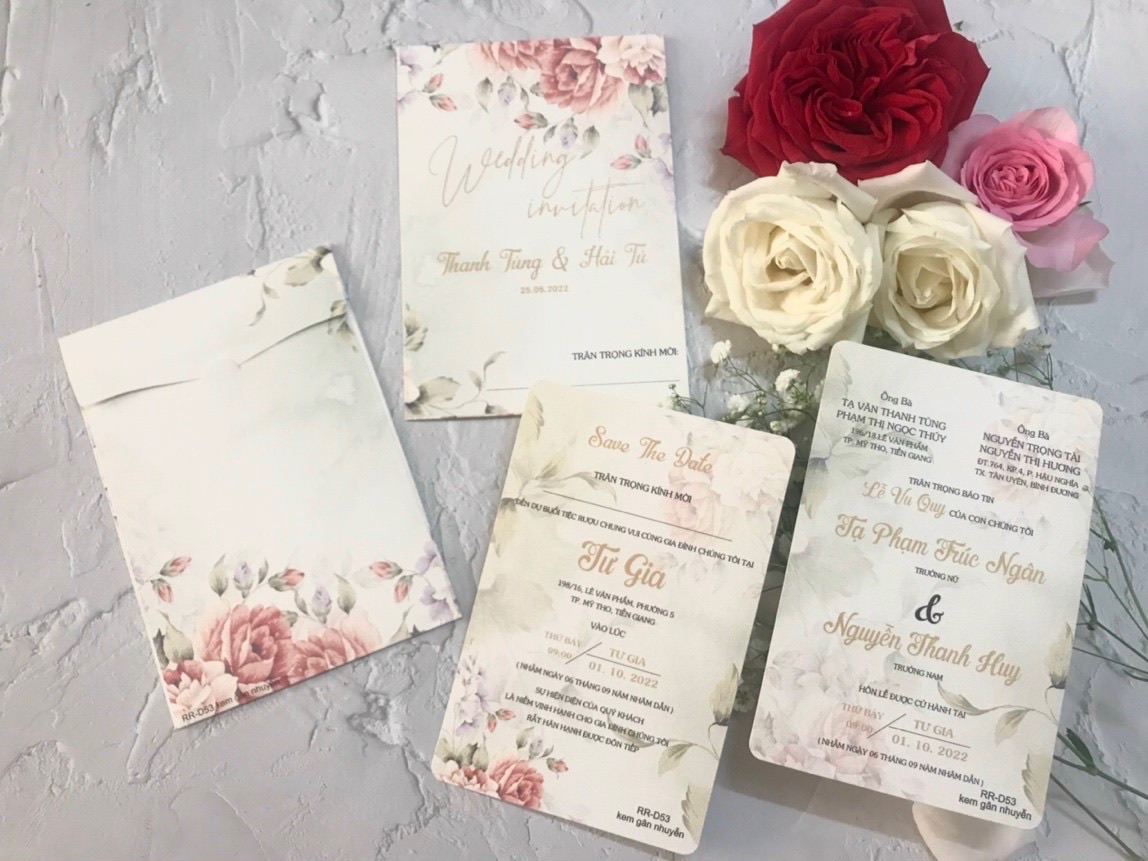 Wedding
invitation
Thanh Tùng & Hải Tú
25.05.2022
TRÂN TRỌNG KÍNH MỜI:
RR-D53 kem gân nhuyễn
Save The Date
TRÂN TRỌNG KÍNH MỜI
ĐẾN DỰ BUỔI TIỆC RƯỢU CHUNG VUI CÙNG GIA ĐÌNH CHÚNG TÔI TẠI
Tư Gia
198/16, LÊ VĂN PHẨM, PHƯỜNG 5
TP. MỸ THO, TIỀN GIANG
VÀO LÚC
THỨ BẢY
09:00
TƯ GIA
01. 10. 2022
( NHẰM NGÀY 06 THÁNG 09 NĂM NHÂM DẦN )
SỰ HIỆN DIỆN CỦA QUÝ KHÁCH
LÀ NIỀM VINH HẠNH CHO GIA ĐÌNH CHÚNG TÔI
RẤT HÂN HẠNH ĐƯỢC ĐÓN TIẾP
RR-D53
kem gân nhuyễn
Ông Bà
TẠ VĂN THANH TÙNG
PHẠM THỊ NGỌC THỦY
198/18 LÊ VĂN PHẨM
TP. MỸ THO, TIỀN GIANG
Ông Bà
NGUYỄN TRỌNG TÀI
NGUYỄN THỊ HƯƠNG
ĐT.764, KP.4, P. HẬU NGHĨA
TX. TÂN UYÊN, BÌNH DƯƠNG
TRÂN TRỌNG BÁO TIN
Lễ Vu Quy CỦA CON CHÚNG TÔI
Tạ Phạm Trúc Ngân
TRƯỞNG NỮ
&
Nguyễn Thanh Huy
TRƯỞNG NAM
HÔN LỄ ĐƯỢC CỬ HÀNH TẠI
THỨ BẢY
09:00
TƯ GIA
01. 10. 2022
( NHẰM NGÀY 06 THÁNG 09 NĂM NHÂM DẦN )
RR-D53
kem gân nhuyễn